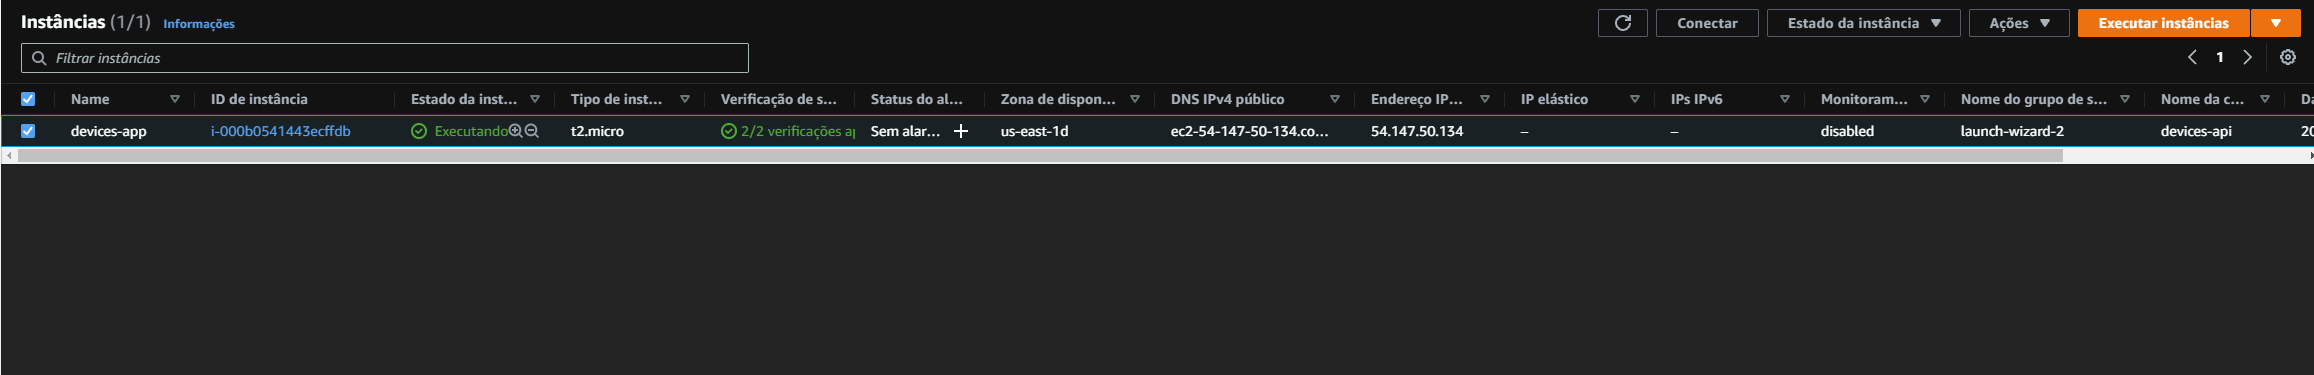 Instâncias (1/1) Informações Conectar Estado da instância Ações Executar instâncias
Filtrar instâncias 1
Name ID de instância Estado da inst... Tipo de inst... Verificação de s... Status do al... Zona de dispon... DNS IPv4 público Endereço IP... IP elástico IPs IPv6 Monitoram... Nome do grupo de s... Nome da c... Da
devices-app i-000b0541443ecffdb Executando t2.micro 2/2 verificações a Sem alar... us-east-1d ec2-54-147-50-134.co... 54.147.50.134 – – disabled launch-wizard-2 devices-api 20